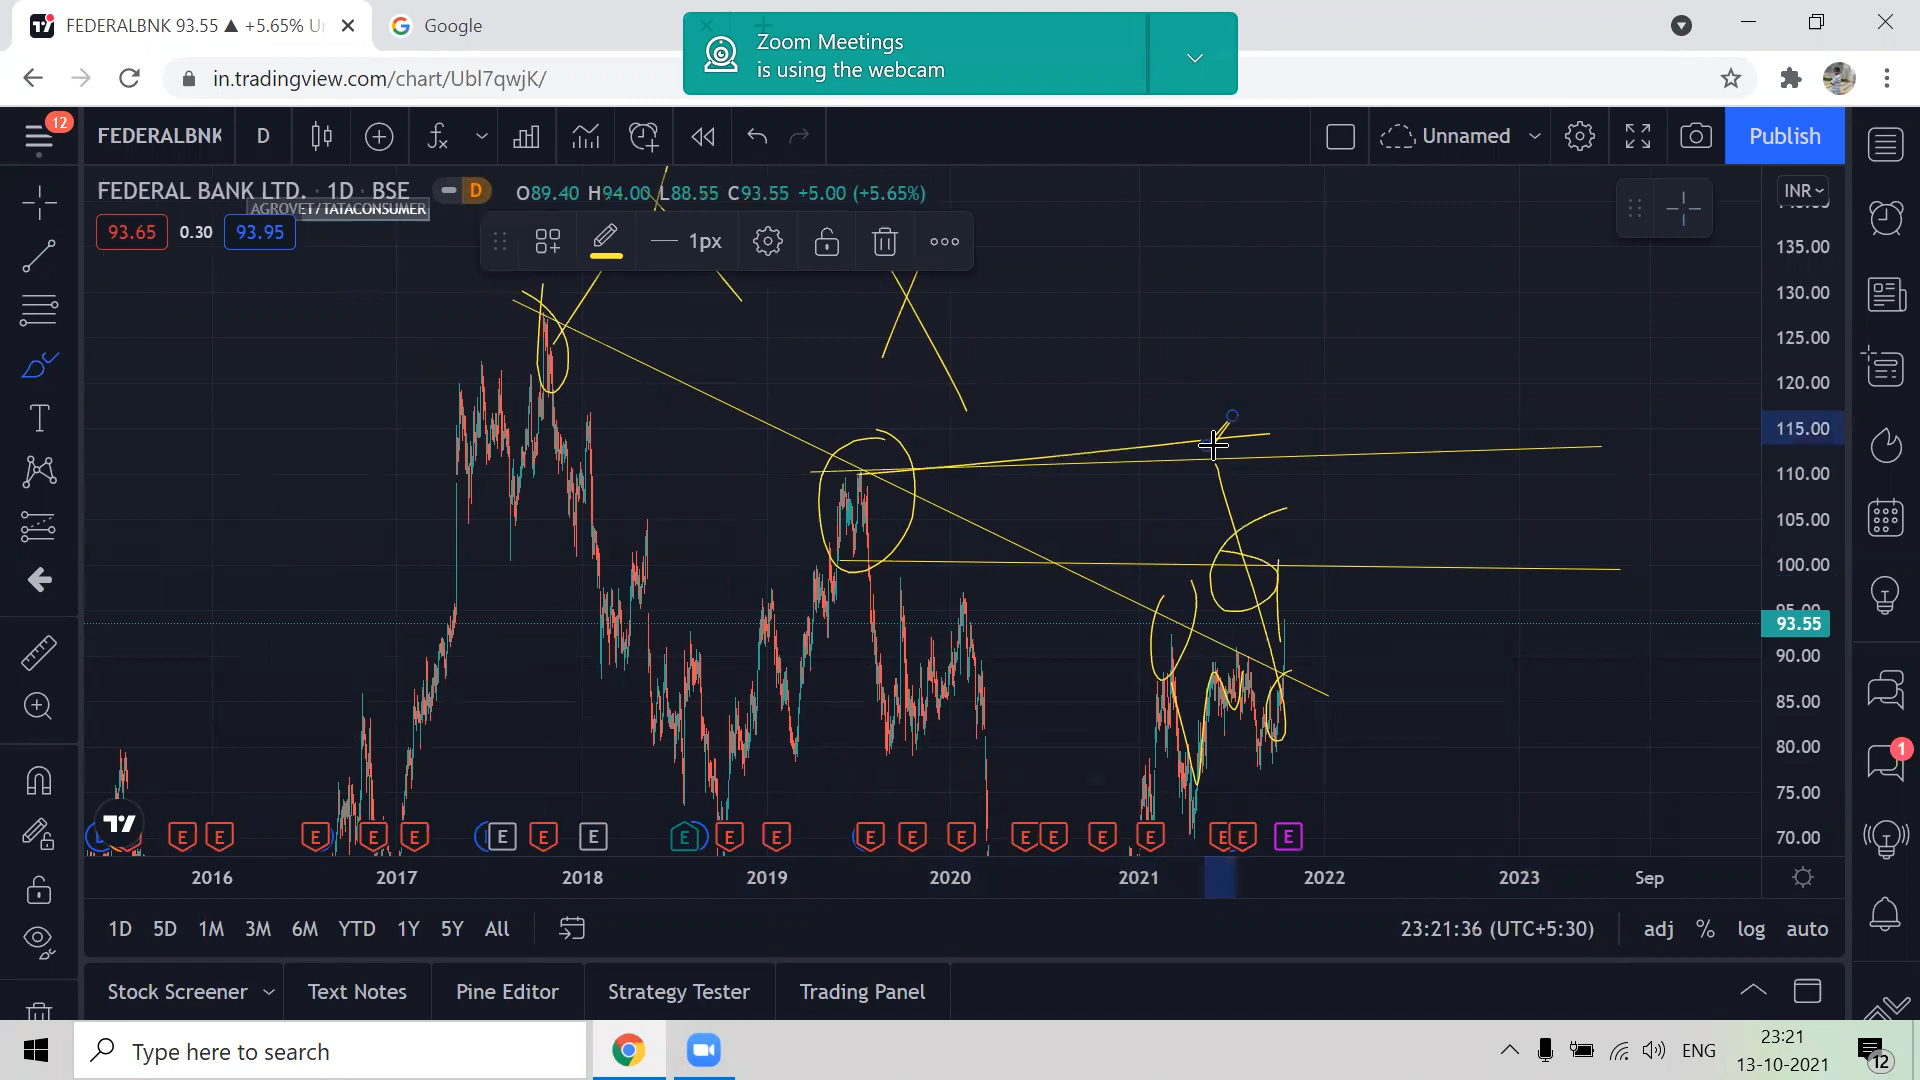 FEDERALBNK 93.55 ▲ +5.65% Ur
Google
Zoom Meetings
is using the webcam
in.tradingview.com/chart/Ubl7qwjK/
12
FEDERALBNK
D
Unnamed
Publish
FEDERAL BANK LTD. · 1D · BSE
D
O89.40 H94.00 L88.55 C93.55 +5.00 (+5.65%)
INR
AGROVET/TATACONSUMER
93.65
0.30
93.95
1px
135.00
130.00
125.00
120.00
115.00
110.00
105.00
100.00
95.00
93.55
90.00
85.00
80.00
75.00
70.00
1
E E E E E E E E E E E E E E E E E E E E
2016 2017 2018 2019 2020 2021 2022 2023 Sep
1D 5D 1M 3M 6M YTD 1Y 5Y All
23:21:36 (UTC+5:30)
adj % log auto
Stock Screener
Text Notes
Pine Editor
Strategy Tester
Trading Panel
Type here to search
ENG
23:21
13-10-2021
12